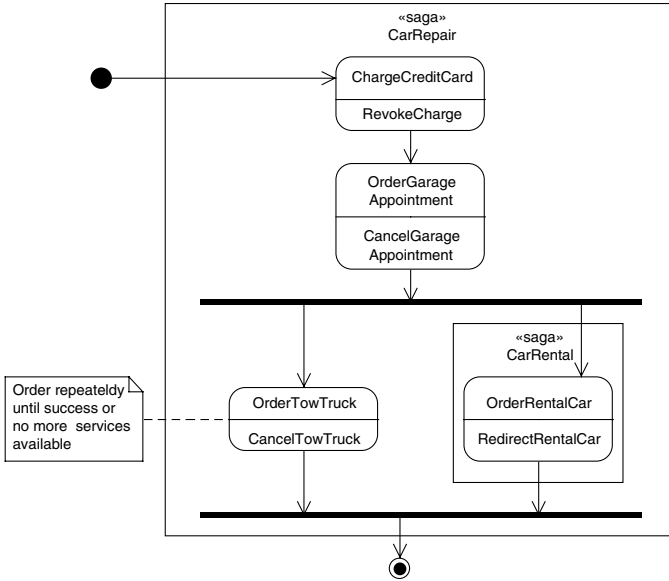 «saga»
CarRepair
ChargeCreditCard
RevokeCharge
OrderGarage
Appointment
CancelGarage
Appointment
«saga»
CarRental
Order repeateldy
until success or
no more services
available
OrderTowTruck
CancelTowTruck
OrderRentalCar
RedirectRentalCar